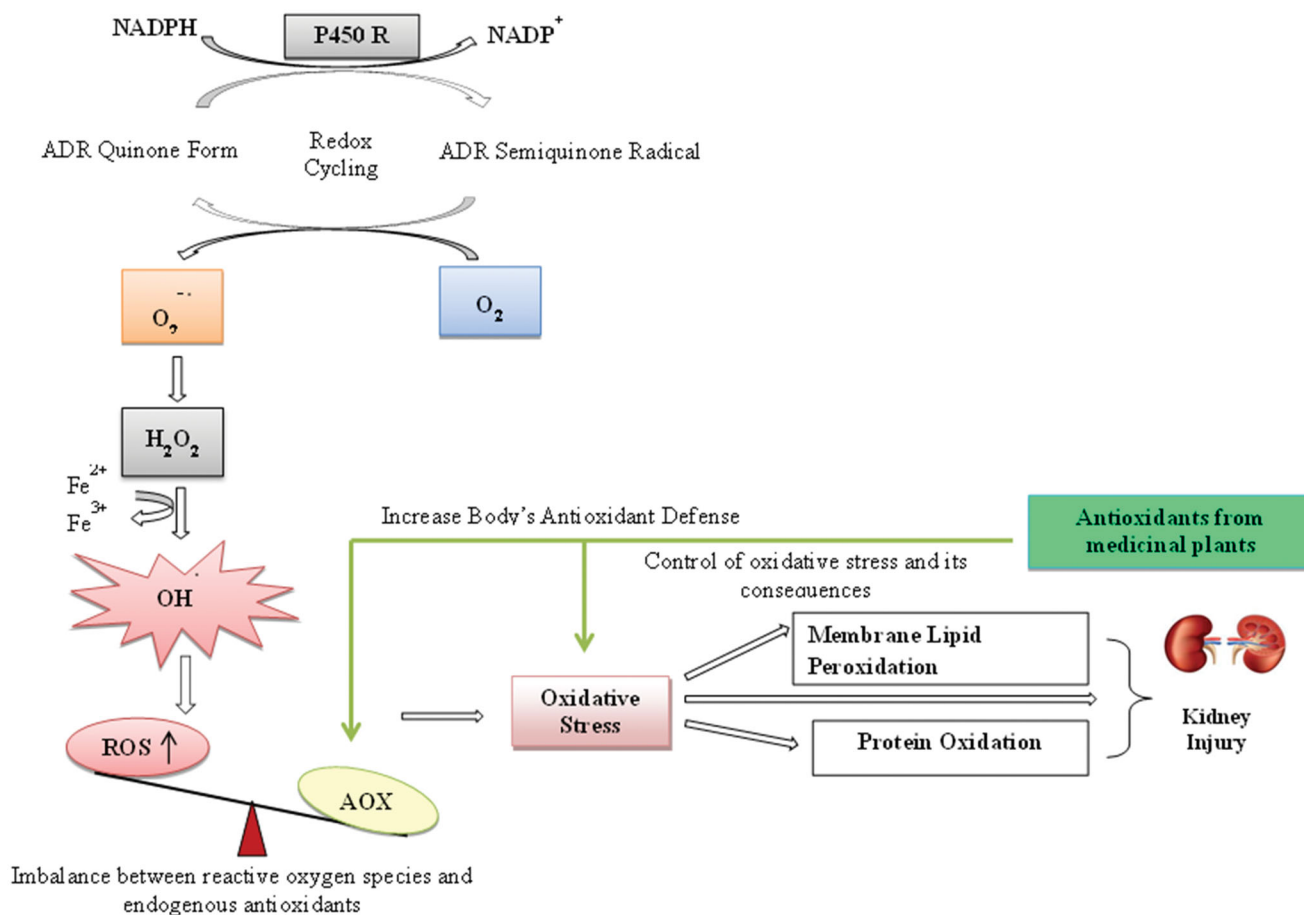 NADPH
P450 R
NADP+
ADR Quinone Form
Redox
Cycling
ADR Semiquinone Radical
O2-.
O2
H2O2
Fe2+
Fe3+
OH.
Increase Body's Antioxidant Defense
Antioxidants from
medicinal plants
Control of oxidative stress and its
consequences
Membrane Lipid
Peroxidation
Oxidative
Stress
Protein Oxidation
Kidney
Injury
ROS ↑
AOX
Imbalance between reactive oxygen species and
endogenous antioxidants